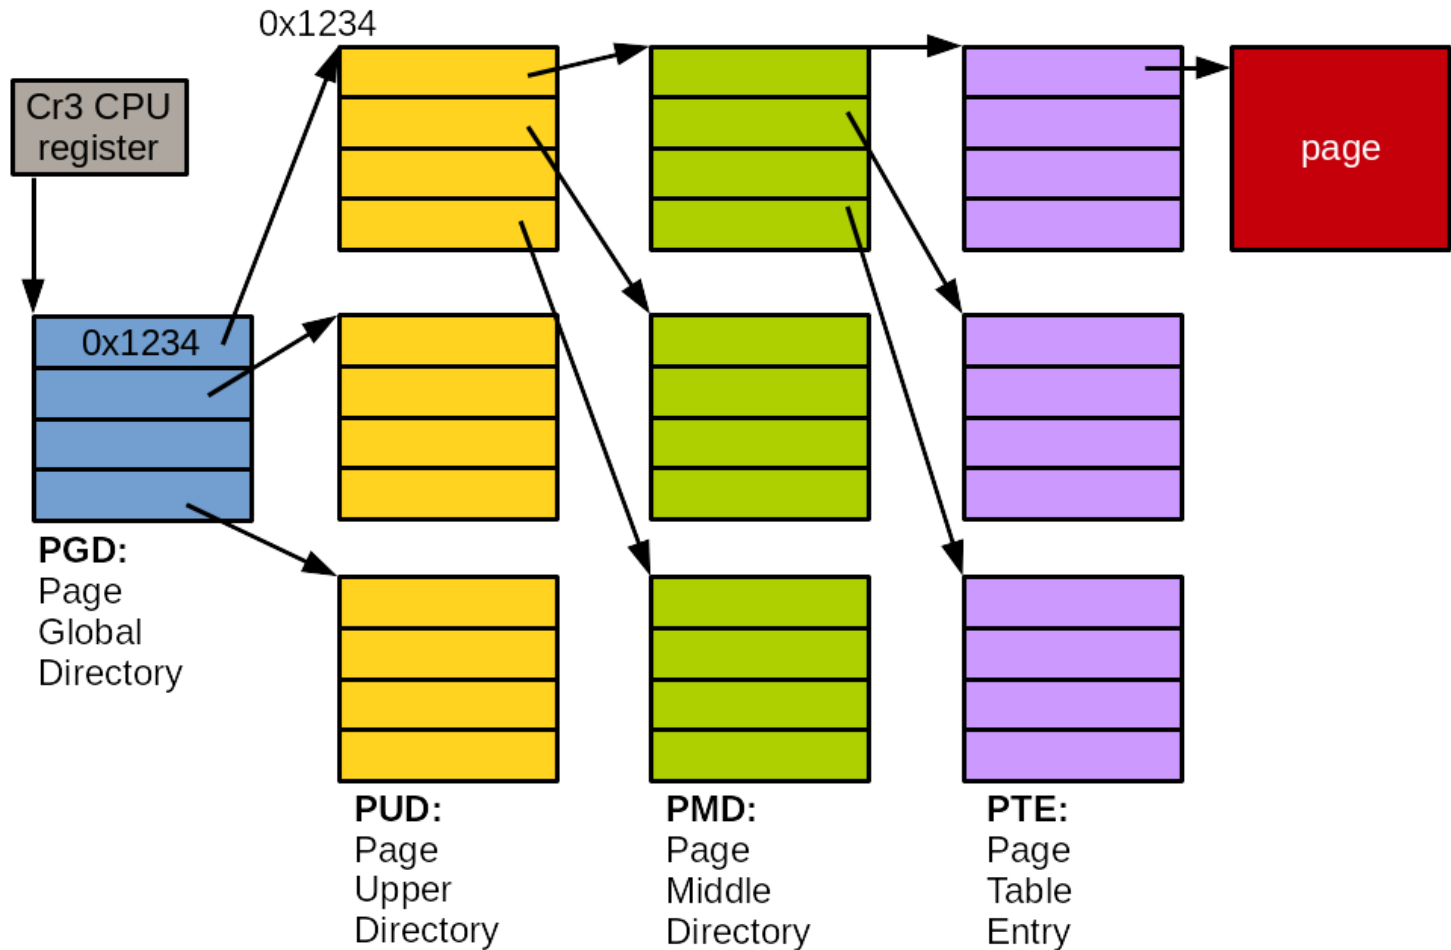 0x1234
Cr3 CPU
register
page
0x1234
PGD:
Page
Global
Directory
PUD:
Page
Upper
Directory
PMD:
Page
Middle
Directory
PTE:
Page
Table
Entry